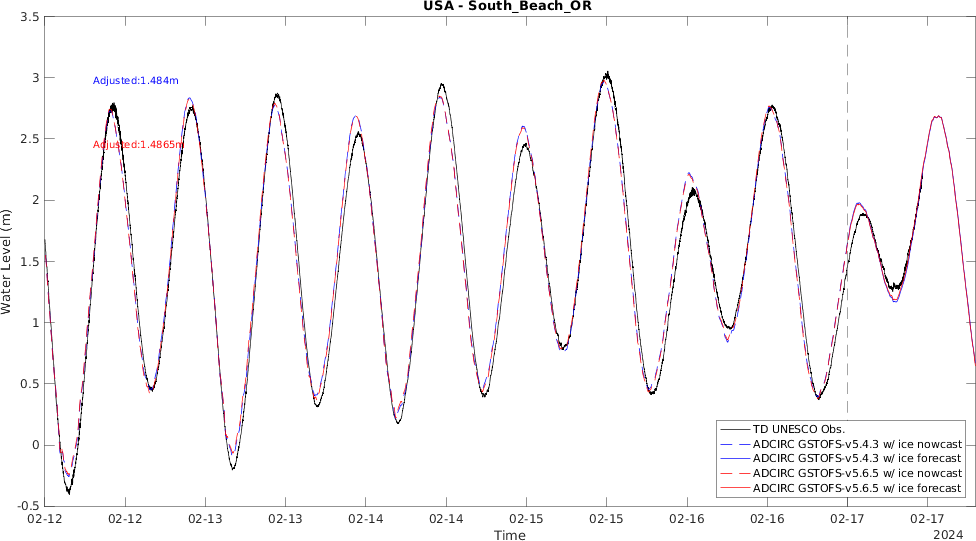 USA - South_Beach_OR
3.5
3
2.5
2
1.5
1
0.5
0
-0.5
Water Level (m)
Adjusted:1.484m
Adjusted:1.4865m
TD UNESCO Obs.
ADCIRC GSTOFS-v5.4.3 w/ ice nowcast
ADCIRC GSTOFS-v5.4.3 w/ ice forecast
ADCIRC GSTOFS-v5.6.5 w/ ice nowcast
ADCIRC GSTOFS-v5.6.5 w/ ice forecast
02-12 02-12 02-13 02-13 02-14 02-14 02-15 02-15 02-16 02-16 02-17 02-17
Time
2024